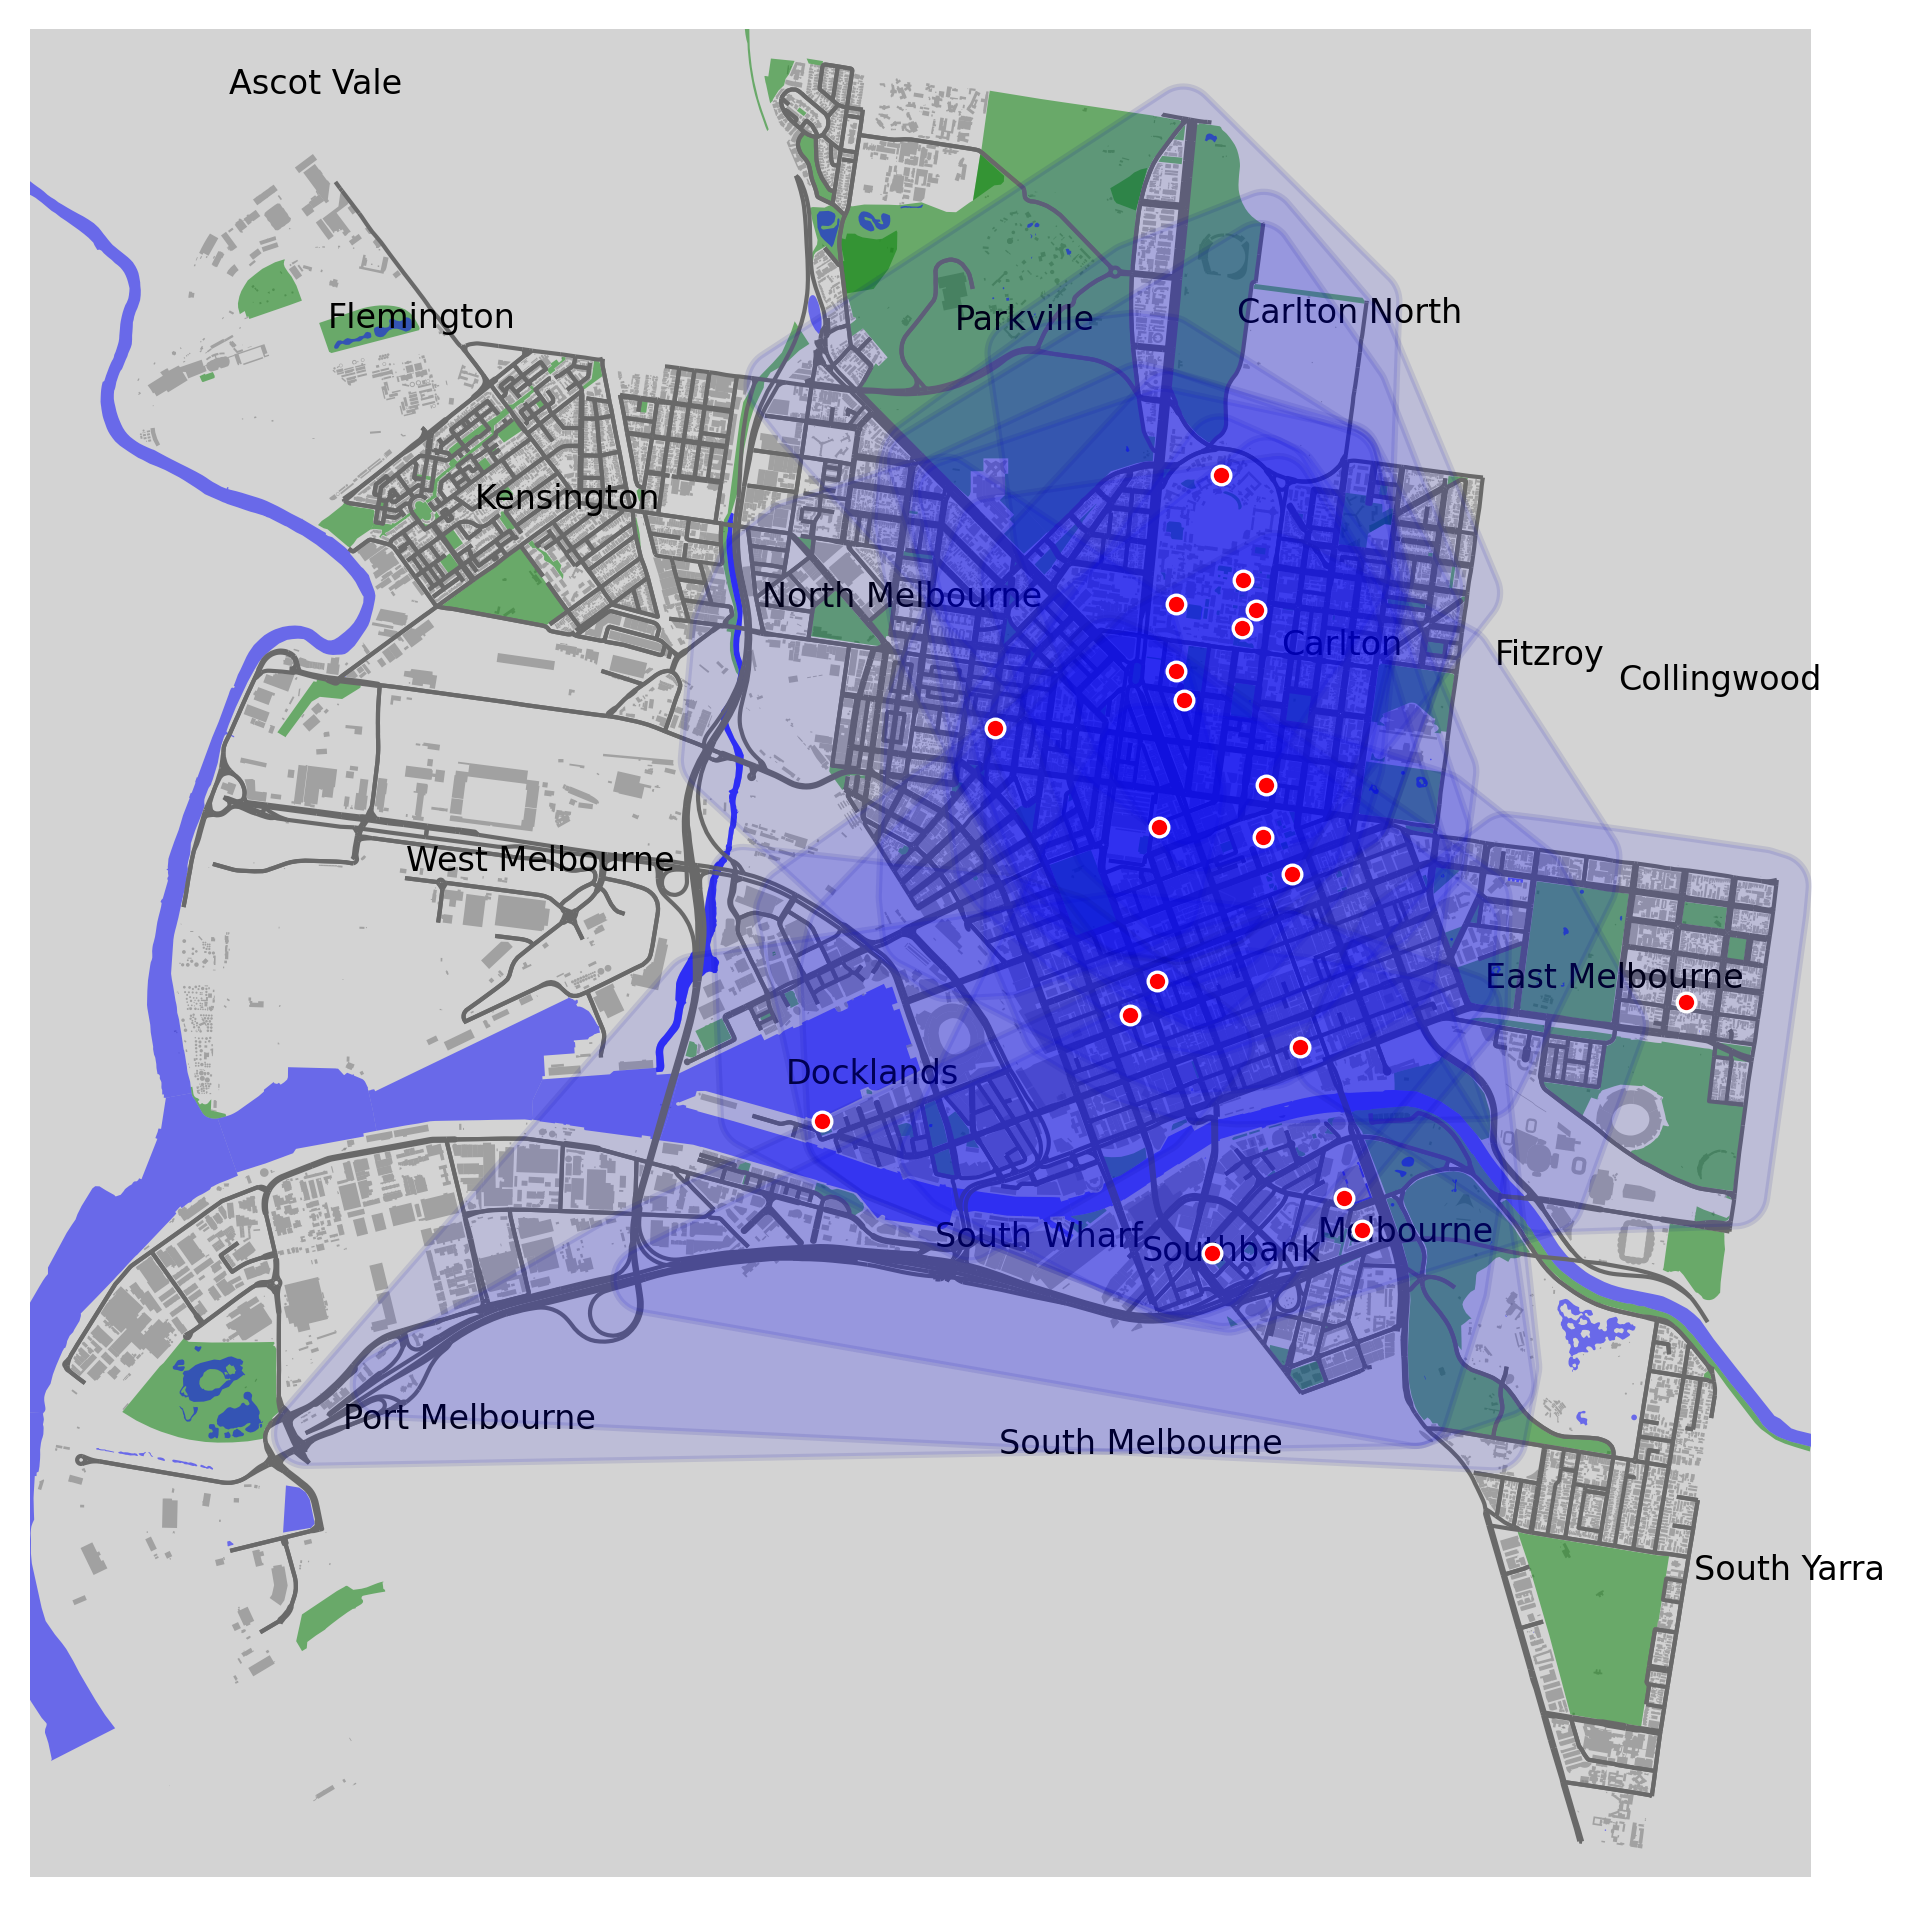 Ascot Vale
Flemington
Parkville
Carlton North
Kensington
North Melbourne
Carlton
Fitzroy
Collingwood
West Melbourne
East Melbourne
Docklands
South Wharf
Southbank
Melbourne
Port Melbourne
South Melbourne
South Yarra